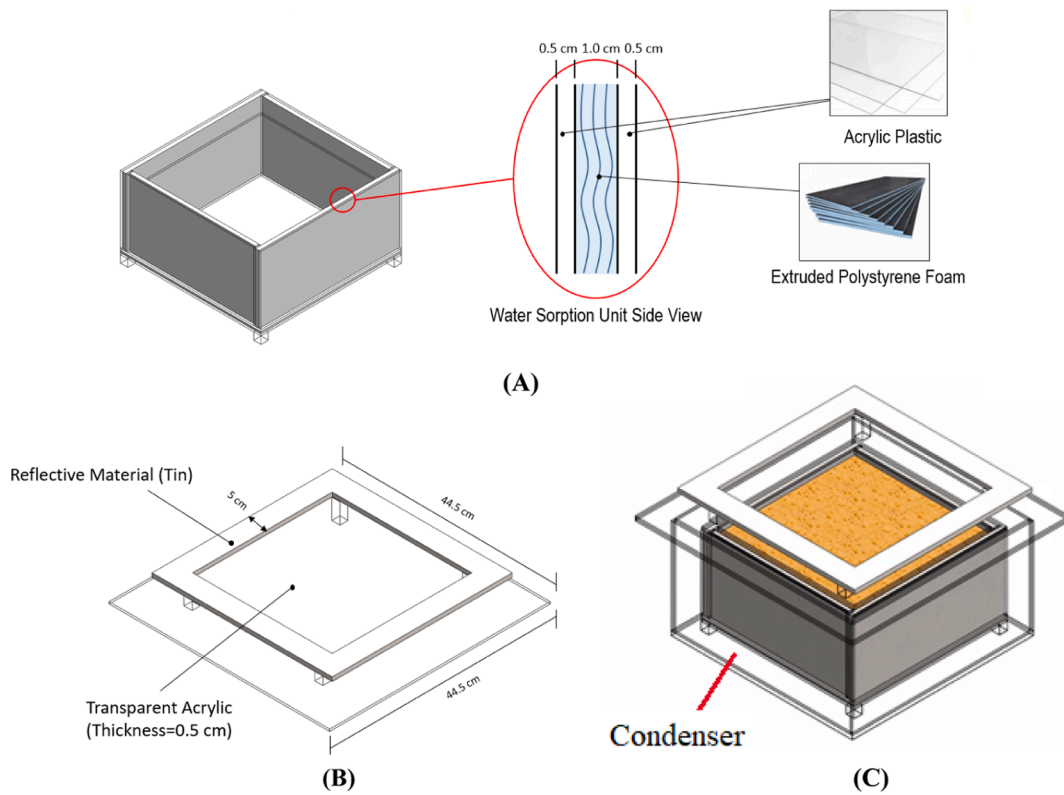 0.5 cm 1.0 cm 0.5 cm
Acrylic Plastic
Extruded Polystyrene Foam
Water Sorption Unit Side View
(A)
Reflective Material (Tin)
5 cm
44.5 cm
Transparent Acrylic
(Thickness=0.5 cm)
44.5 cm
(B)
Condenser
(C)